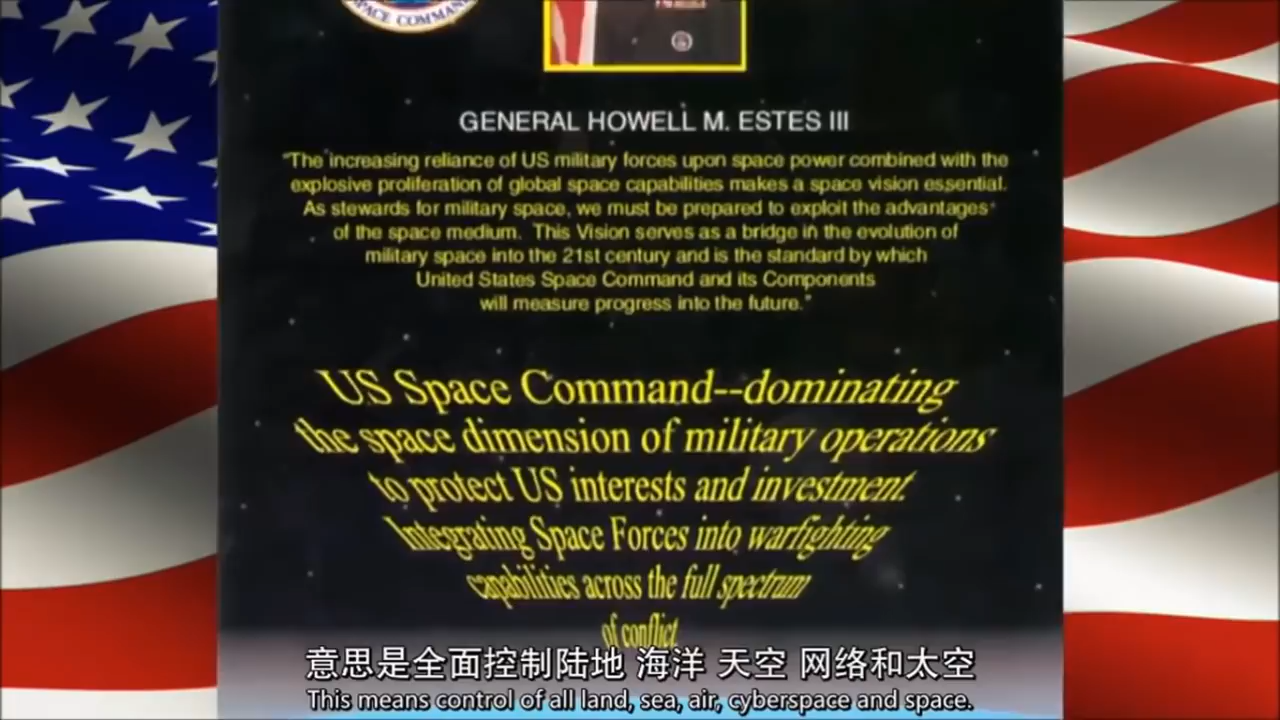 SPACE COMMAND
GENERAL HOWELL M. ESTES III
"The increasing reliance of US military forces upon space power combined with the
explosive proliferation of global space capabilities makes a space vision essential.
As stewards for military space, we must be prepared to exploit the advantages
of the space medium. This Vision serves as a bridge in the evolution of
military space into the 21st century and is the standard by which
United States Space Command and its Components
will measure progress into the future."
US Space Command--dominating
the space dimension of military operations
to protect US interests and investment.
Integrating Space Forces into warfighting
capabilities across the full spectrum
of conflict.
意思是全面控制陆地 海洋 天空 网络和太空
This means control of all land, sea, air, cyberspace and space.